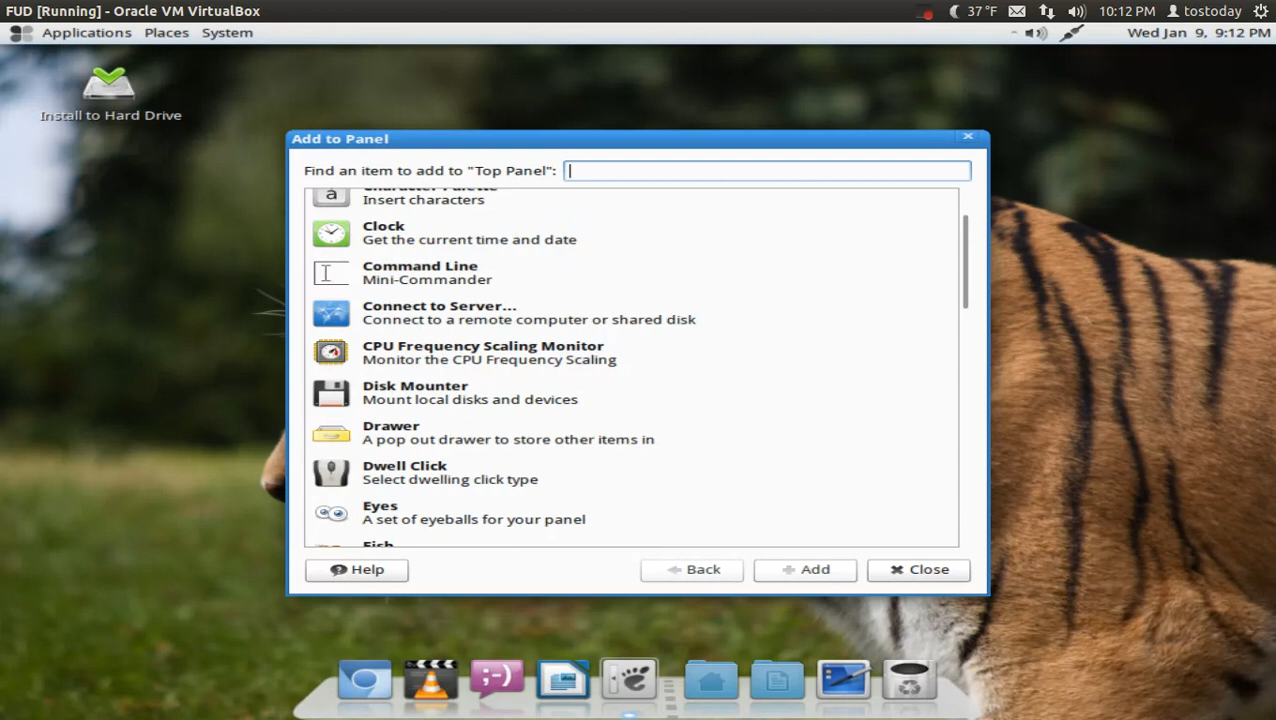 FUD [Running] - Oracle VM VirtualBox
37 °F
10:12 PM
tostoday
Applications Places System
Wed Jan 9, 9:12 PM
Install to Hard Drive
Add to Panel
Find an item to add to "Top Panel":
Character Palette
Insert characters
Clock
Get the current time and date
Command Line
Mini-Commander
Connect to Server...
Connect to a remote computer or shared disk
CPU Frequency Scaling Monitor
Monitor the CPU Frequency Scaling
Disk Mounter
Mount local disks and devices
Drawer
A pop out drawer to store other items in
Dwell Click
Select dwelling click type
Eyes
A set of eyeballs for your panel
Fish
Help
Back
Add
Close